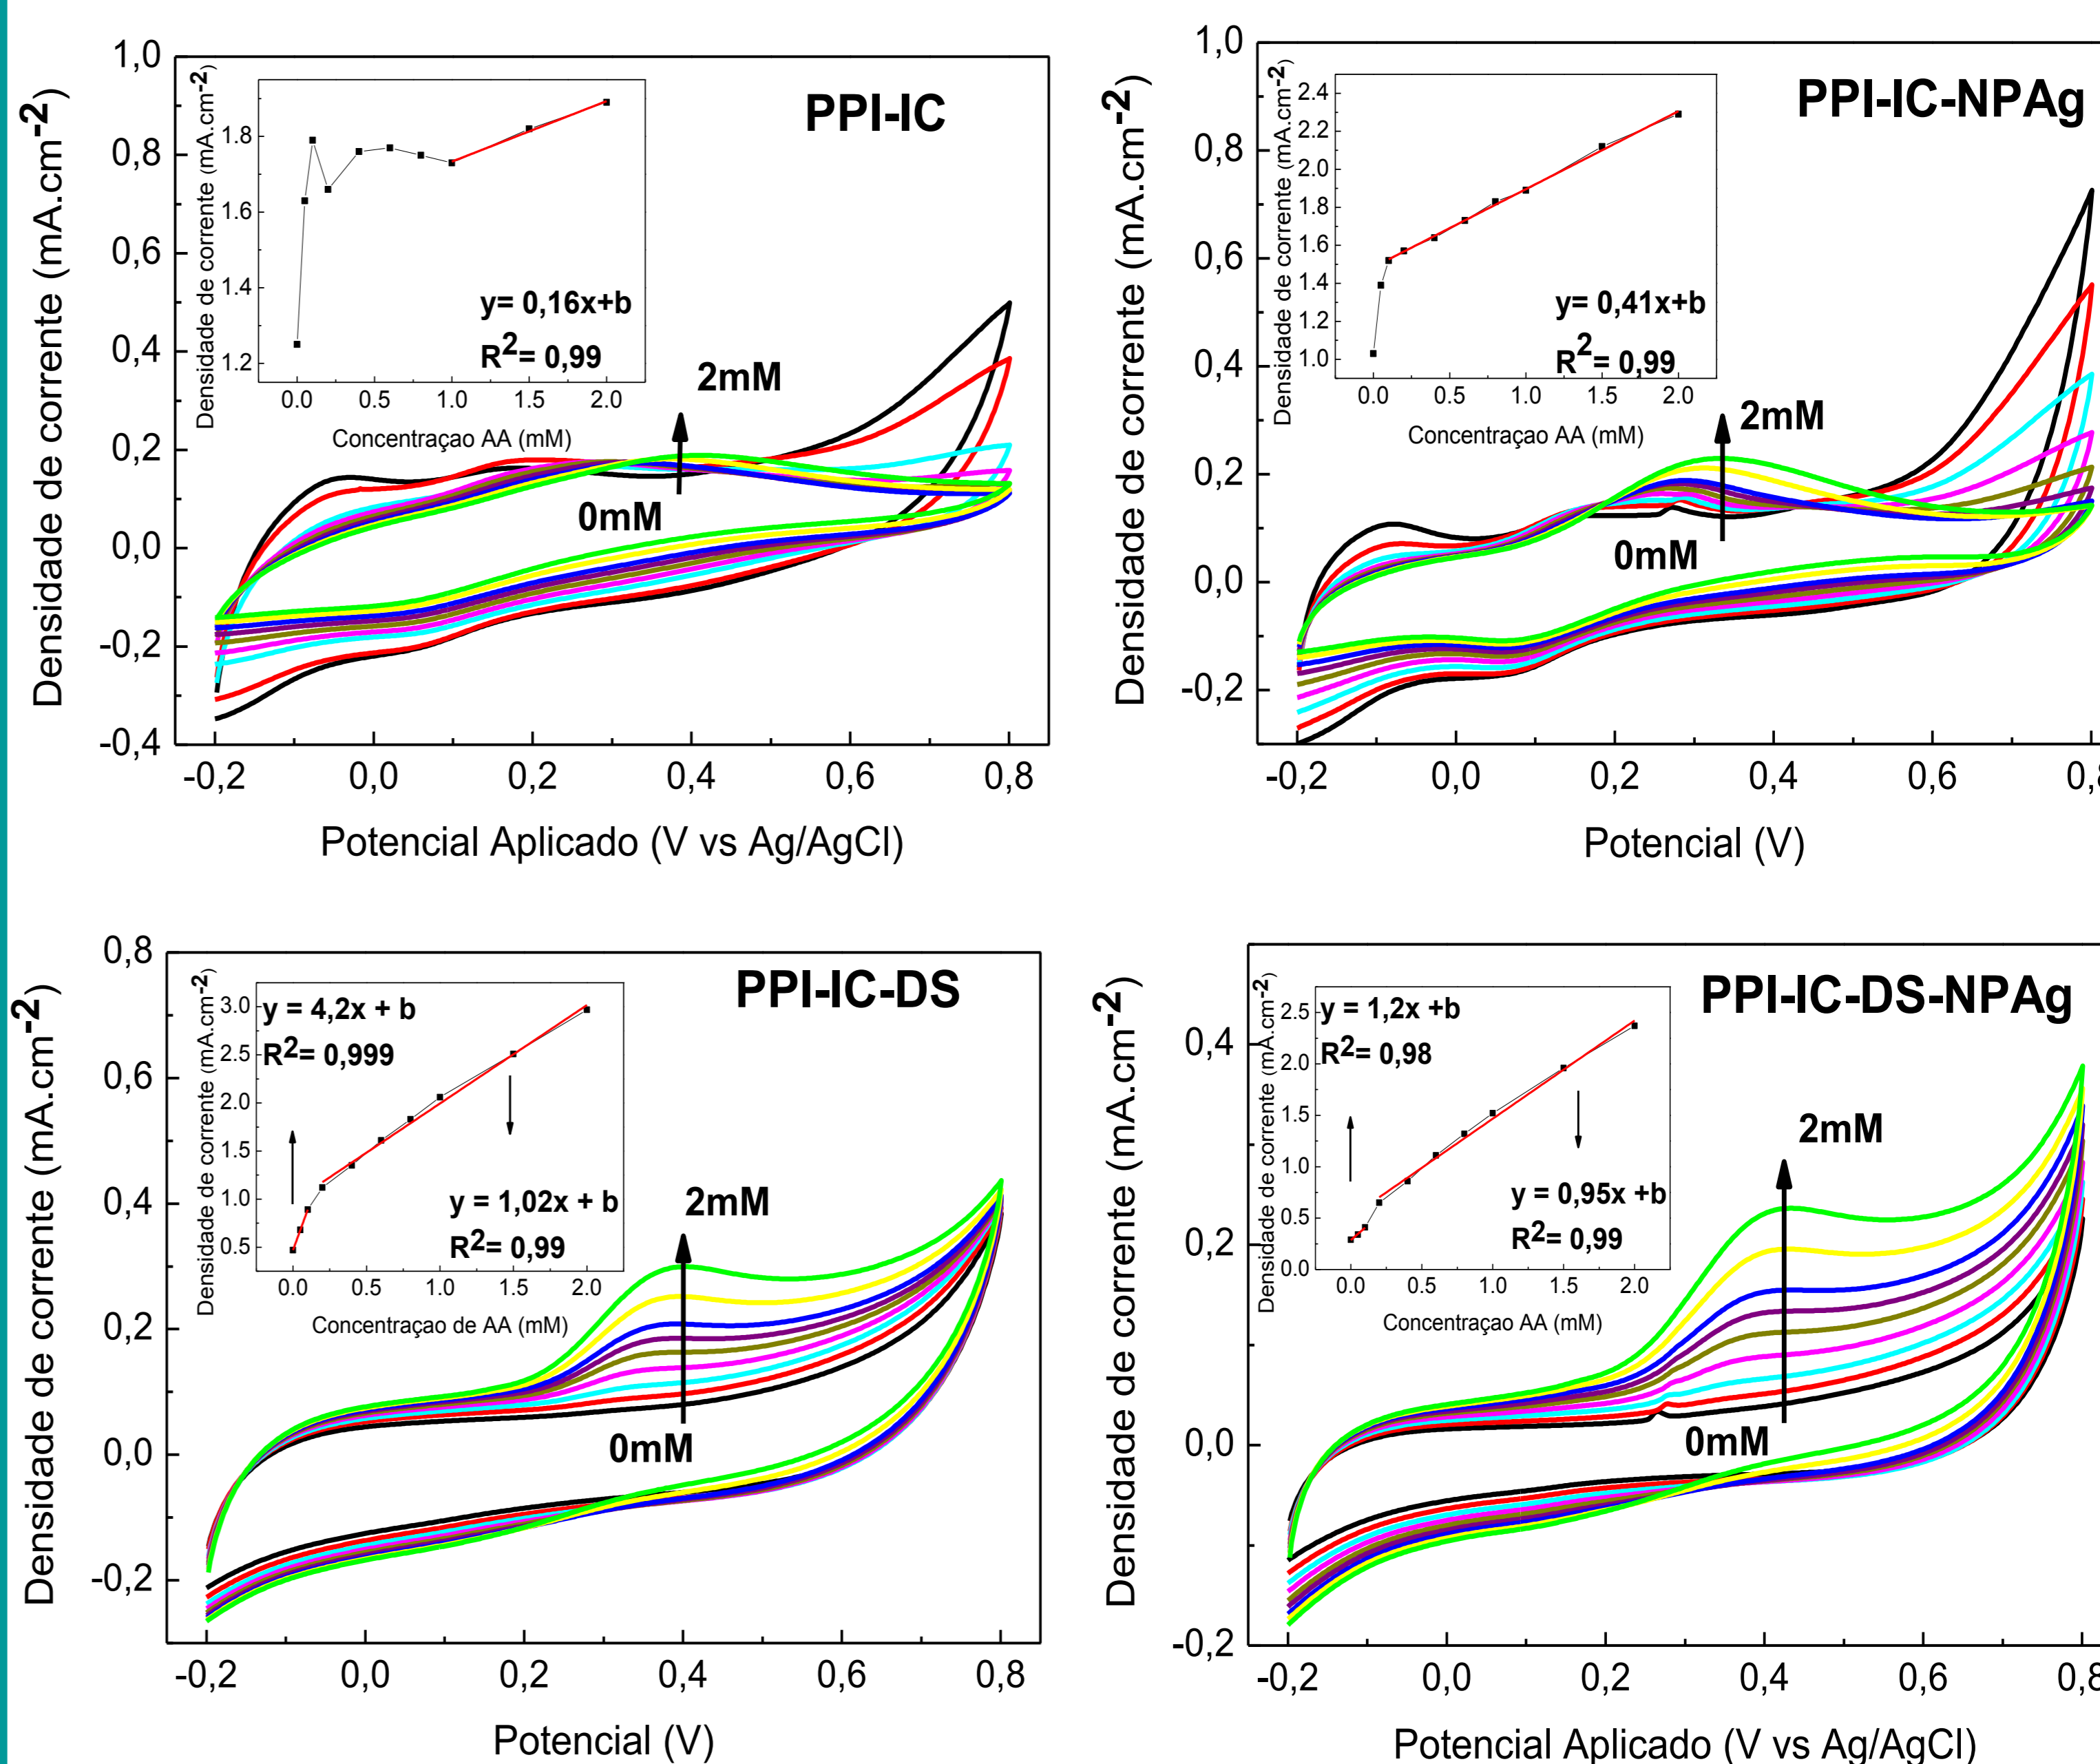 PPI-IC
Densidade de corrente (mA.cm-2)
1,0
0,8
0,6
0,4
0,2
0,0
-0,2
-0,4
-0,2 0,0 0,2 0,4 0,6 0,8
Potencial Aplicado (V vs Ag/AgCl)
2mM
0mM
Densidade de corrente (mA.cm-2)
1.8
1.6
1.4
1.2
0.0 0.5 1.0 1.5 2.0
Concentraçao AA (mM)
y= 0,16x+b
R2= 0,99
PPI-IC-NPAg
Densidade de corrente (mA.cm-2)
1,0
0,8
0,6
0,4
0,2
0,0
-0,2
-0,2 0,0 0,2 0,4 0,6 0,8
Potencial (V)
2mM
0mM
Densidade de corrente (mA.cm-2)
2.4
2.2
2.0
1.8
1.6
1.4
1.2
1.0
0.0 0.5 1.0 1.5 2.0
Concentraçao AA (mM)
y= 0,41x+b
R2= 0,99
PPI-IC-DS
Densidade de corrente (mA.cm-2)
0,8
0,6
0,4
0,2
0,0
-0,2
-0,2 0,0 0,2 0,4 0,6 0,8
Potencial (V)
2mM
0mM
Densidade de corrente (mA.cm-2)
3.0
2.5
2.0
1.5
1.0
0.5
0.0 0.5 1.0 1.5 2.0
Concentraçao de AA (mM)
y = 4,2x + b
R2= 0,999
y = 1,02x + b
R2= 0,99
PPI-IC-DS-NPAg
Densidade de corrente (mA.cm-2)
0,4
0,2
0,0
-0,2
-0,2 0,0 0,2 0,4 0,6 0,8
Potencial Aplicado (V vs Ag/AgCl)
2mM
0mM
Densidade de corrente (mA.cm-2)
2.5
2.0
1.5
1.0
0.5
0.0
0.0 0.5 1.0 1.5 2.0
Concentraçao AA (mM)
y = 1,2x +b
R2= 0,98
y = 0,95x +b
R2= 0,99